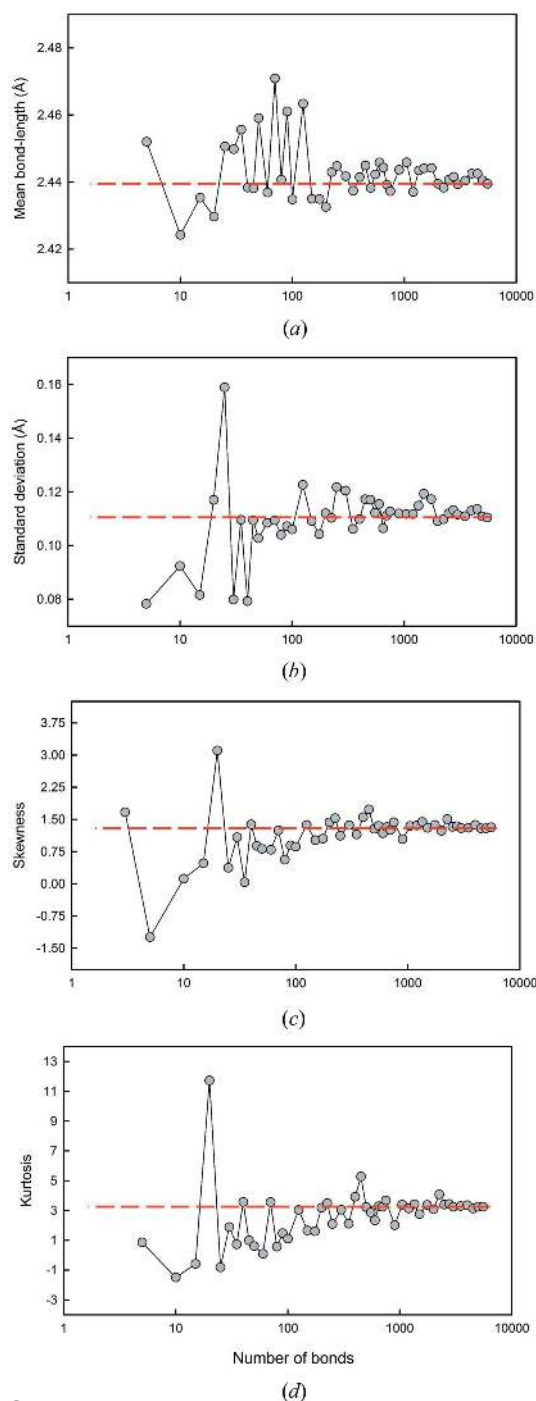 Mean bond-length (Å)
2.48
2.46
2.44
2.42
1 10 100 1000 10000
(a)
Standard deviation (Å)
0.16
0.14
0.12
0.10
0.08
1 10 100 1000 10000
(b)
Skewness
3.75
3.00
2.25
1.50
0.75
0.00
-0.75
-1.50
1 10 100 1000 10000
(c)
Kurtosis
13
11
9
7
5
3
1
-1
-3
1 10 100 1000 10000
Number of bonds
(d)